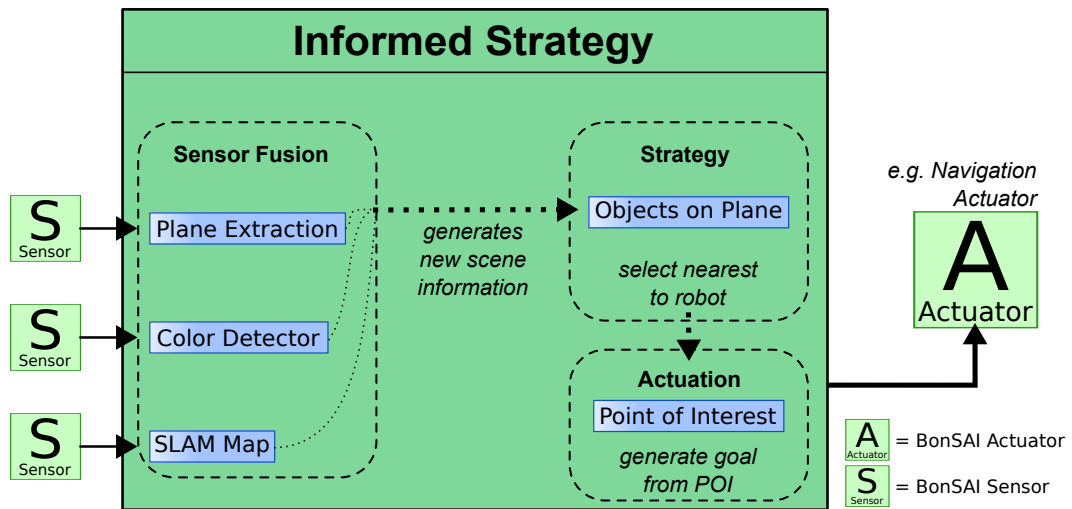 Informed Strategy
Sensor Fusion
S
Sensor
Plane Extraction
S
Sensor
Color Detector
S
Sensor
SLAM Map
generates
new scene
information
Strategy
Objects on Plane
select nearest
to robot
Actuation
Point of Interest
generate goal
from POI
e.g. Navigation
Actuator
A
Actuator
A
Actuator
= BonSAI Actuator
S
Sensor
= BonSAI Sensor